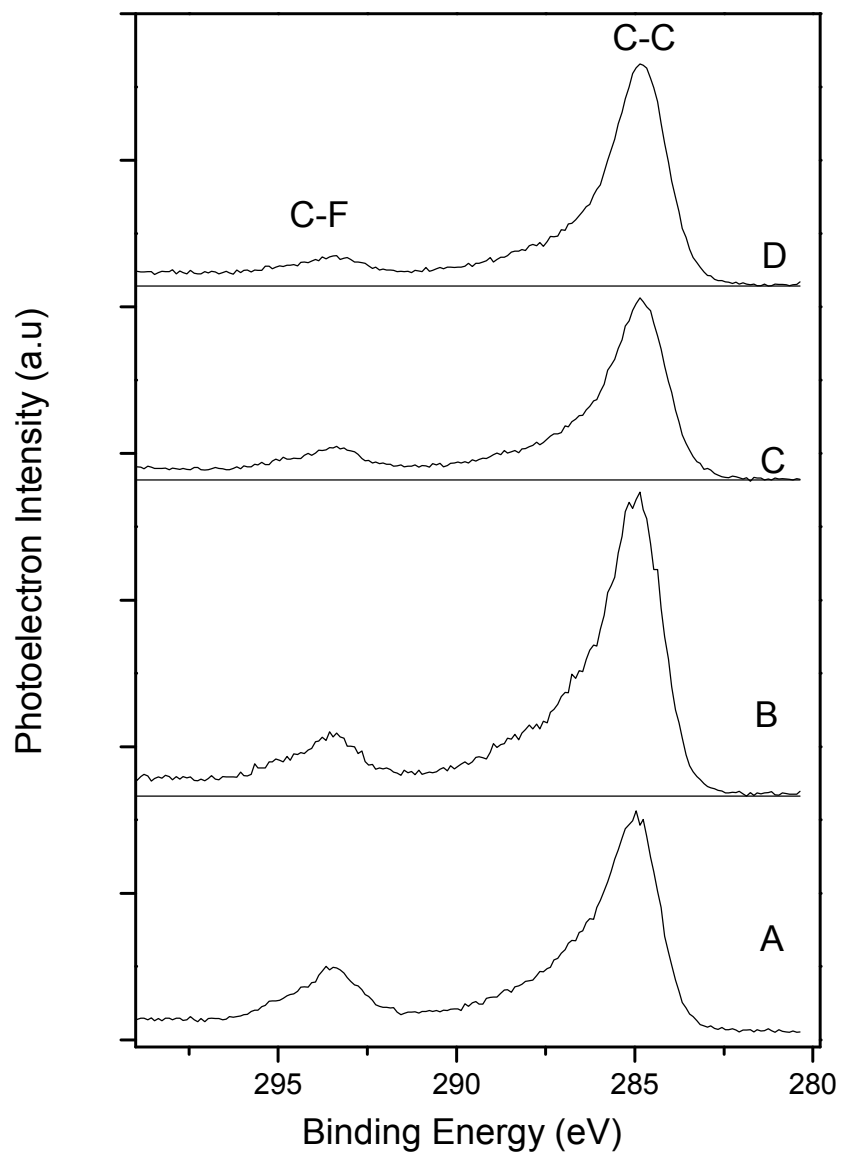 C-C
C-F
D
C
B
A
Photoelectron Intensity (a.u)
295 290 285 280
Binding Energy (eV)